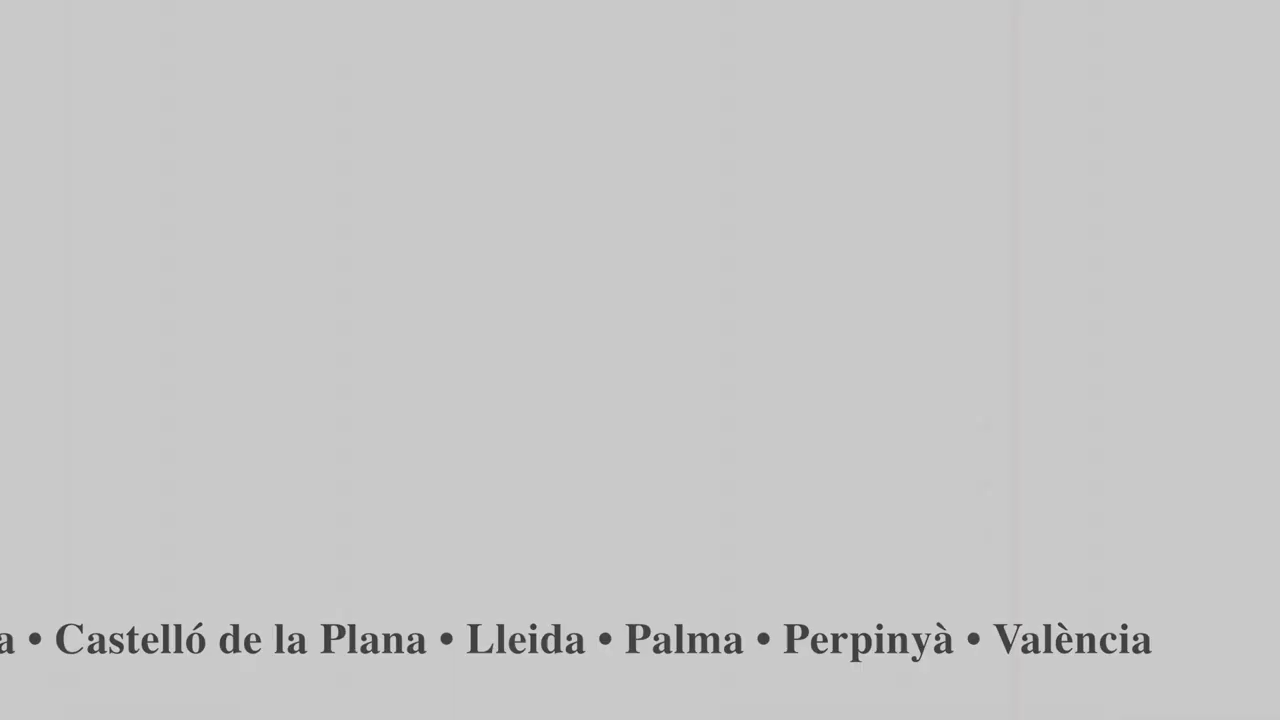 • Castelló de la Plana • Lleida • Palma • Perpinyà • València